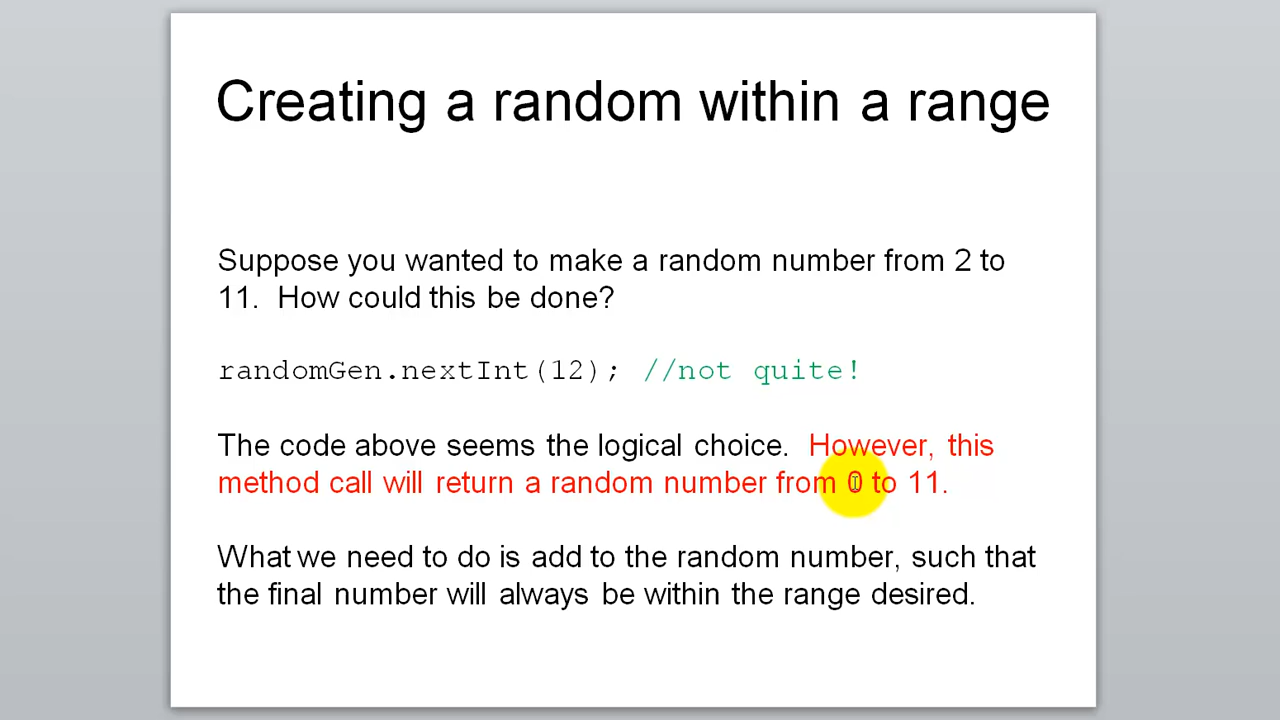 Creating a random within a range
Suppose you wanted to make a random number from 2 to
11.  How could this be done?
randomGen.nextInt(12); //not quite!
The code above seems the logical choice.  However, this
method call will return a random number from 0 to 11.
What we need to do is add to the random number, such that
the final number will always be within the range desired.